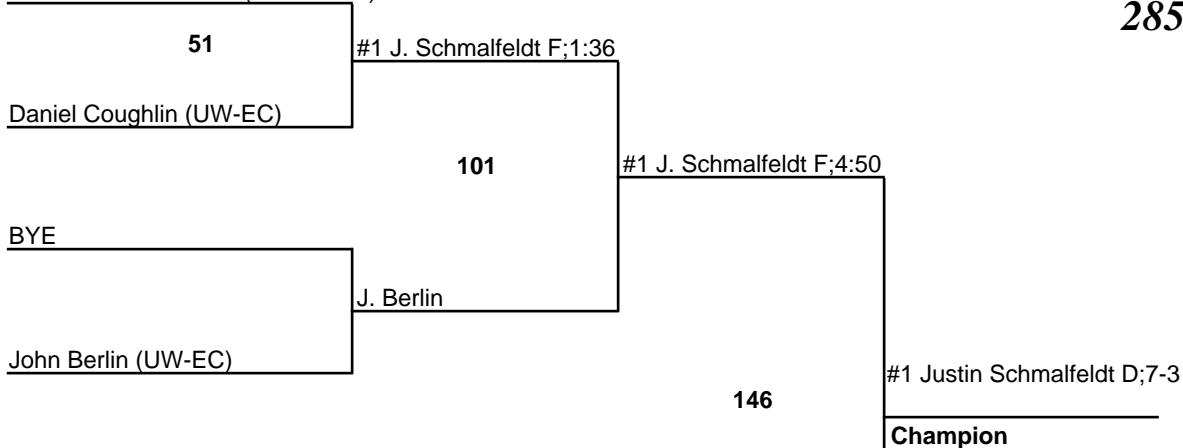 285
51
#1 J. Schmalfeldt F;1:36
Daniel Coughlin (UW-EC)
101
#1 J. Schmalfeldt F;4:50
BYE
J. Berlin
John Berlin (UW-EC)
#1 Justin Schmalfeldt D;7-3
146
Champion